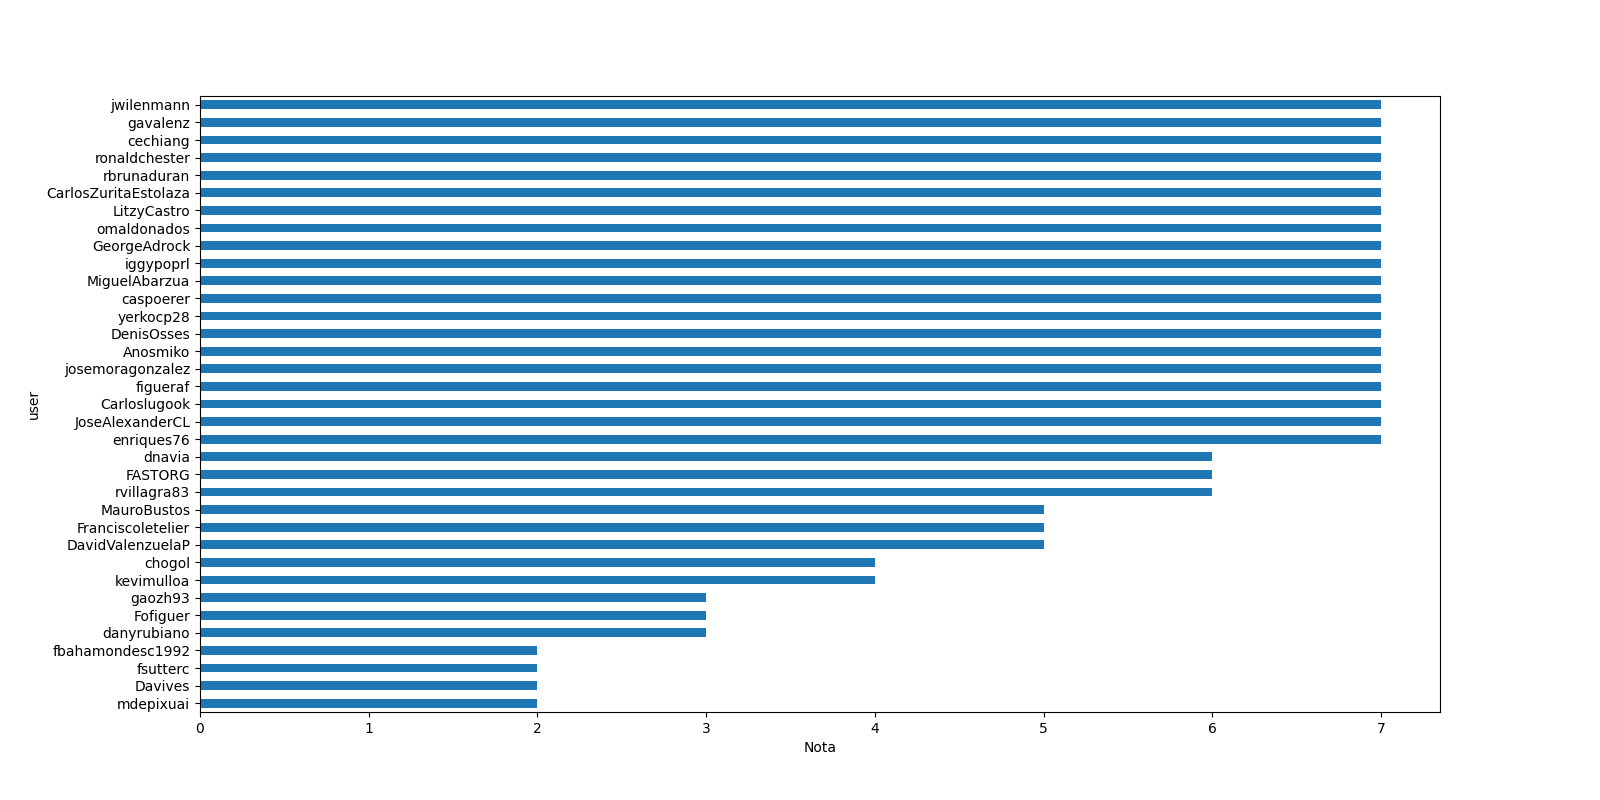 jwilenmann
gavalenz
cechiang
ronaldchester
rbrunaduran
CarlosZuritaEstolaza
LitzyCastro
omaldonados
GeorgeAdrock
iggypoprl
MiguelAbarzua
caspoerer
yerkocp28
DenisOsses
Anosmiko
josemoragonzalez
figueraf
Carloslugook
JoseAlexanderCL
enriques76
dnavia
FASTORG
rvillagra83
MauroBustos
Franciscoletelier
DavidValenzuelaP
chogol
kevimulloa
gaozh93
Fofiguer
danyrubiano
fbahamondesc1992
fsutterc
Davives
mdepixuai
user
0 1 2 3 4 5 6 7
Nota